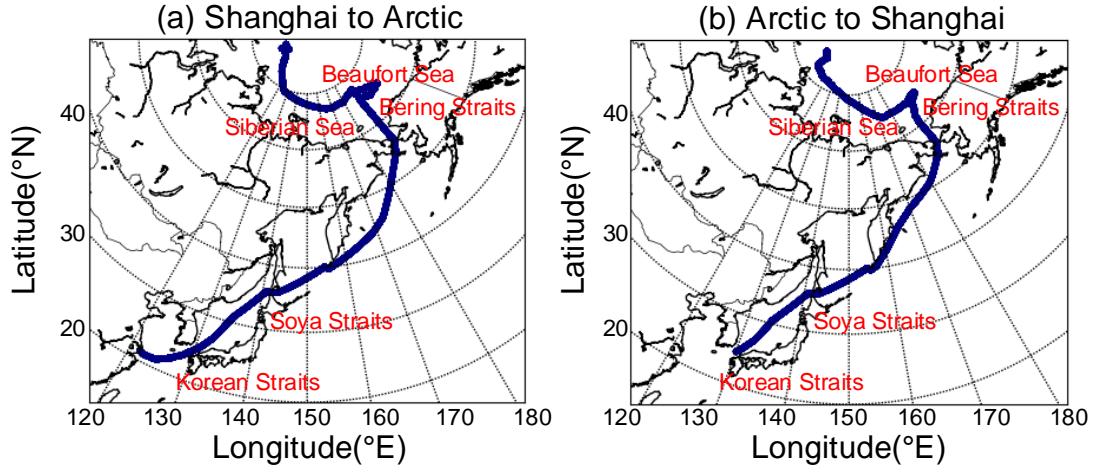 (a) Shanghai to Arctic
Beaufort Sea
Bering Straits
Siberian Sea
Soya Straits
Korean Straits
40
30
20
Latitude(°N)
120 130 140 150 160 170 180
Longitude(°E)
(b) Arctic to Shanghai
Beaufort Sea
Bering Straits
Siberian Sea
Soya Straits
Korean Straits
40
30
20
Latitude(°N)
120 130 140 150 160 170 180
Longitude(°E)